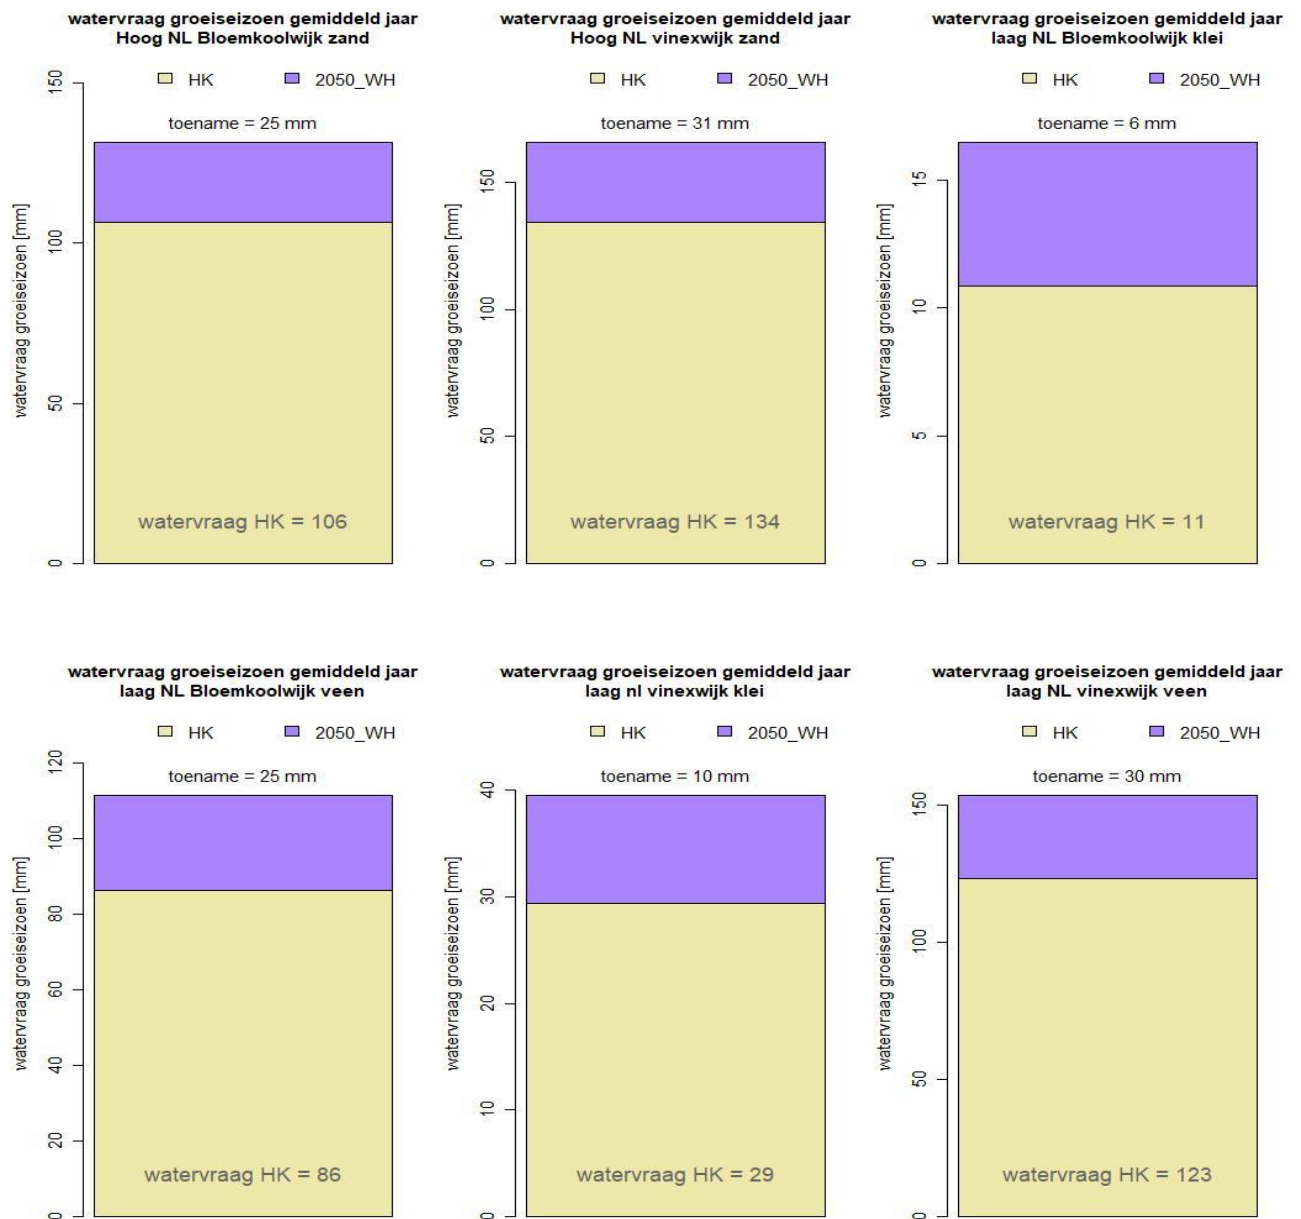 watervraag groeiseizoen gemiddeld jaar
Hoog NL Bloemkoolwijk zand
HK 2050_WH
toename = 25 mm
watervraag groeiseizoen [mm]
150
100
50
0
watervraag HK = 106
watervraag groeiseizoen gemiddeld jaar
Hoog NL vinexwijk zand
HK 2050_WH
toename = 31 mm
watervraag groeiseizoen [mm]
150
100
50
0
watervraag HK = 134
watervraag groeiseizoen gemiddeld jaar
laag NL Bloemkoolwijk klei
HK 2050_WH
toename = 6 mm
watervraag groeiseizoen [mm]
15
10
5
0
watervraag HK = 11
watervraag groeiseizoen gemiddeld jaar
laag NL Bloemkoolwijk veen
HK 2050_WH
toename = 25 mm
watervraag groeiseizoen [mm]
120
100
80
60
40
20
0
watervraag HK = 86
watervraag groeiseizoen gemiddeld jaar
laag nl vinexwijk klei
HK 2050_WH
toename = 10 mm
watervraag groeiseizoen [mm]
40
30
20
10
0
watervraag HK = 29
watervraag groeiseizoen gemiddeld jaar
laag NL vinexwijk veen
HK 2050_WH
toename = 30 mm
watervraag groeiseizoen [mm]
150
100
50
0
watervraag HK = 123